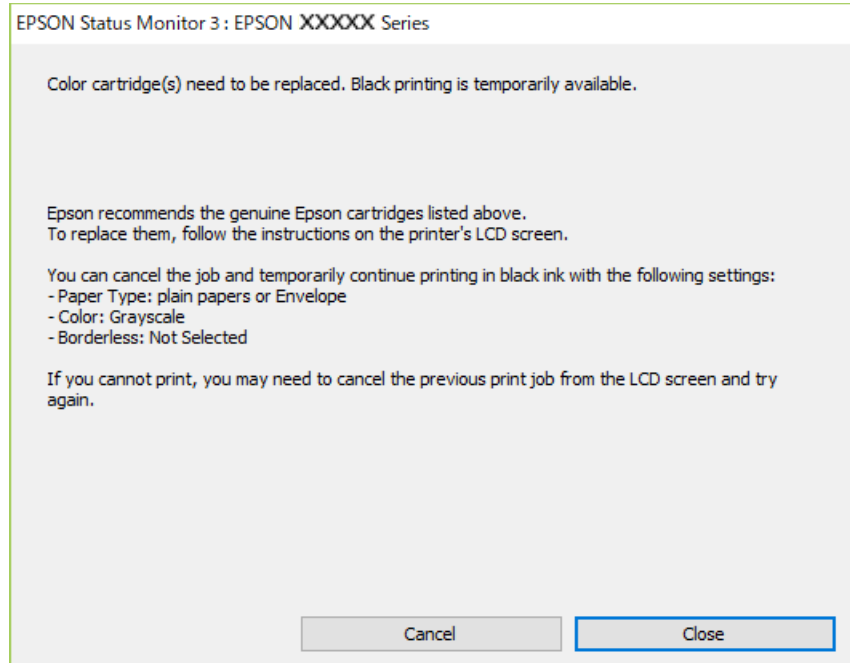 EPSON Status Monitor 3 : EPSON XXXXX Series
Color cartridge(s) need to be replaced. Black printing is temporarily available.
Epson recommends the genuine Epson cartridges listed above.
To replace them, follow the instructions on the printer's LCD screen.
You can cancel the job and temporarily continue printing in black ink with the following settings:
- Paper Type: plain papers or Envelope
- Color: Grayscale
- Borderless: Not Selected
If you cannot print, you may need to cancel the previous print job from the LCD screen and try
again.
Cancel
Close